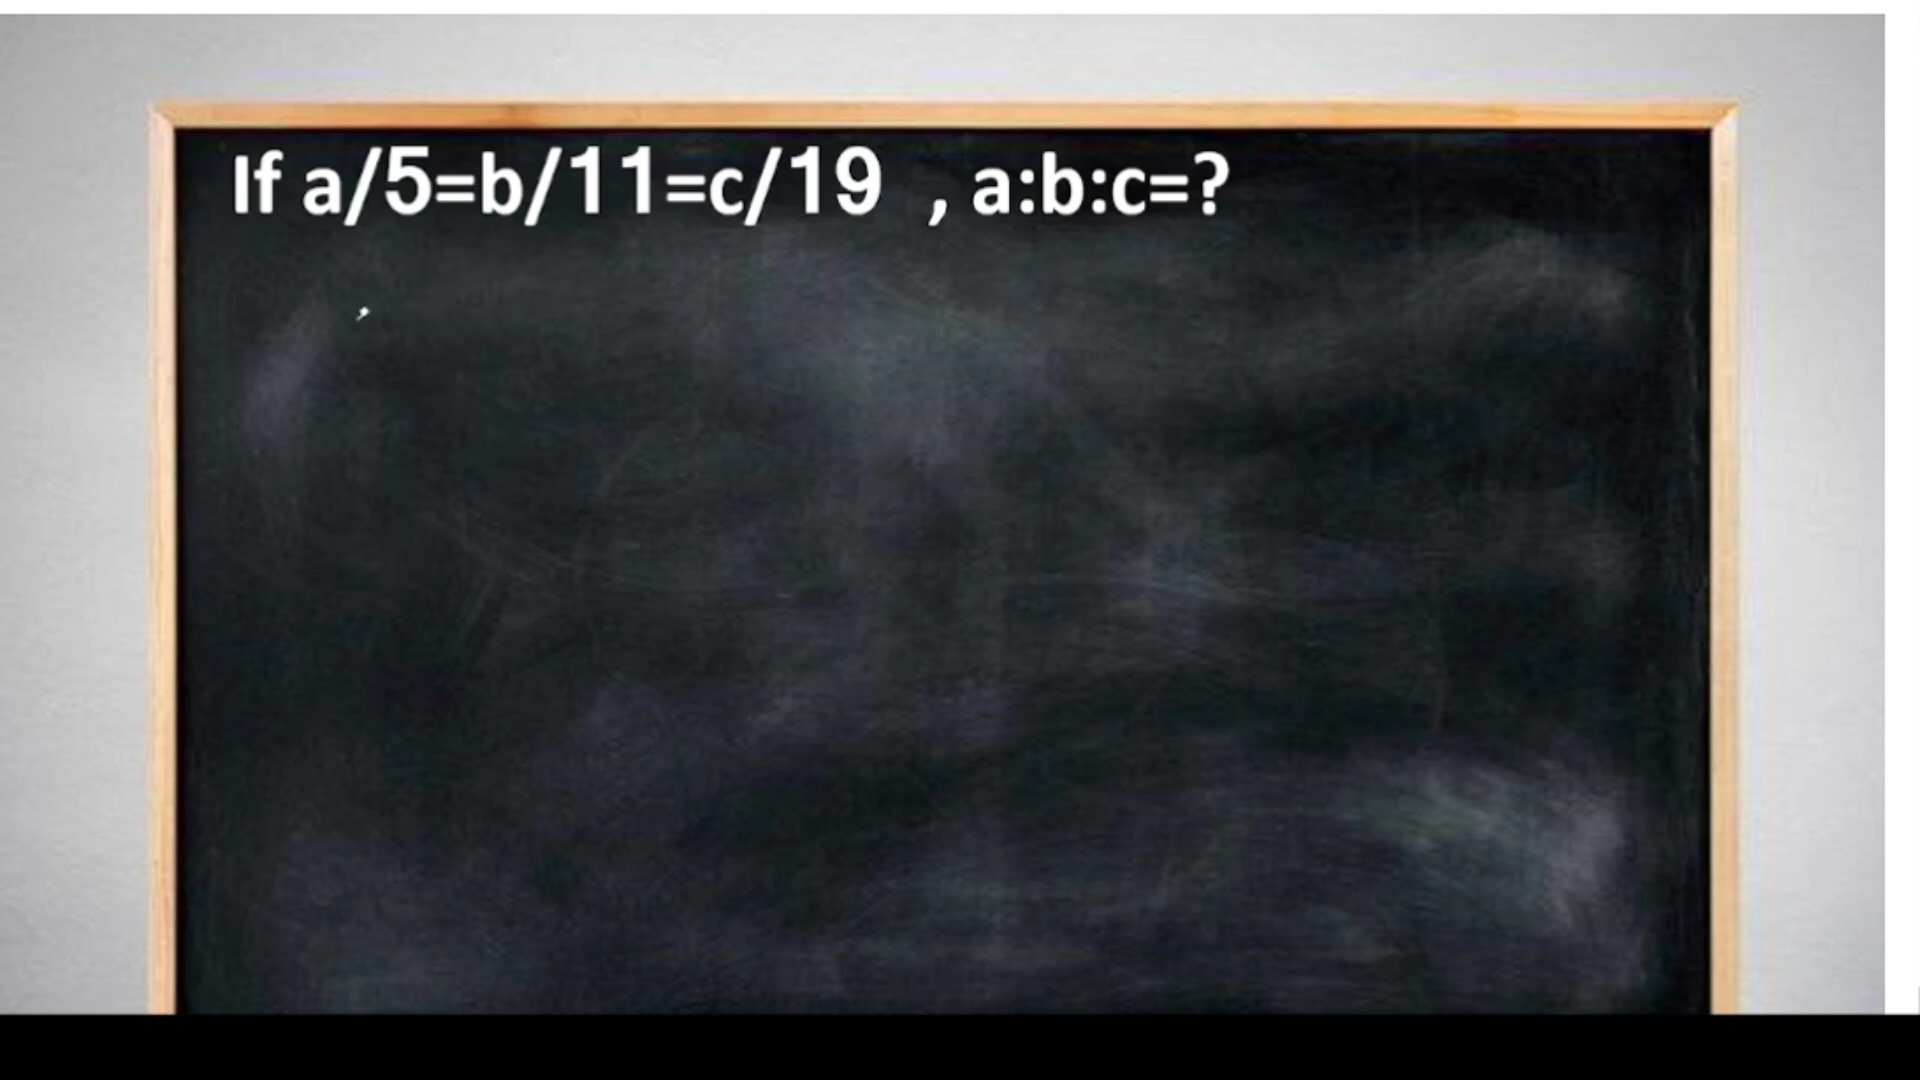 If a/5=b/11=c/19 , a:b:c=?